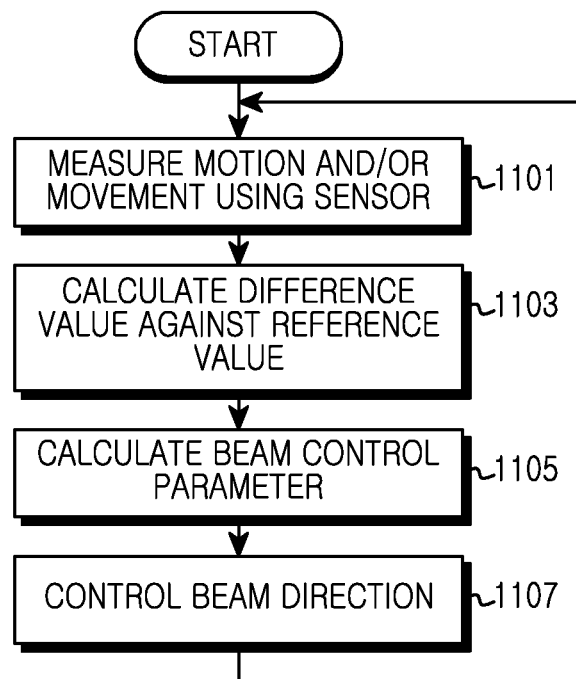 START
MEASURE MOTION AND/OR
MOVEMENT USING SENSOR
1101
CALCULATE DIFFERENCE
VALUE AGAINST REFERENCE
VALUE
1103
CALCULATE BEAM CONTROL
PARAMETER
1105
CONTROL BEAM DIRECTION
1107